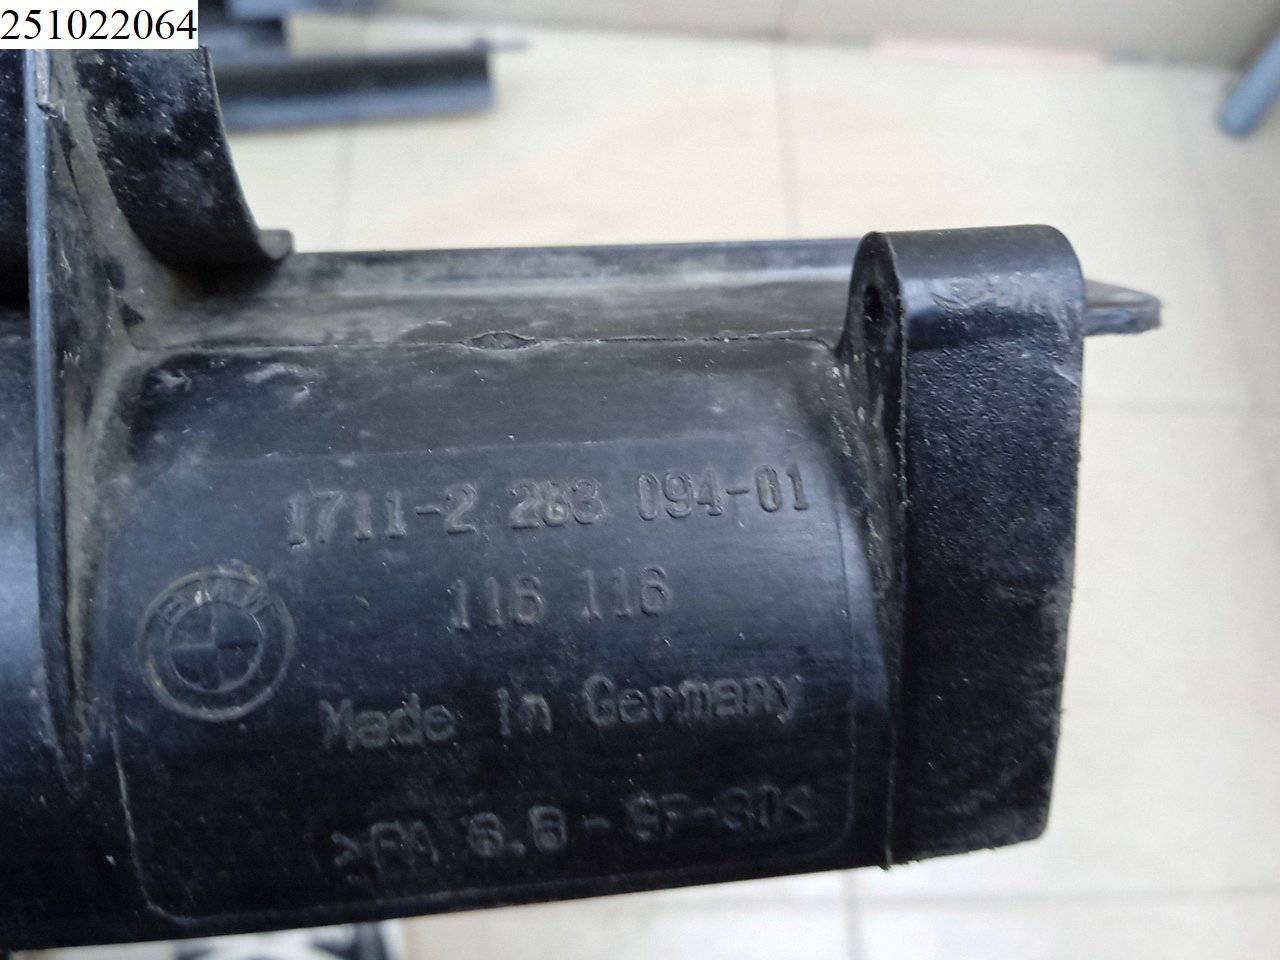 251022064
1711-2 283 094-01
116 116
BMW
Made in Germany
>PA 6.6 - GF-30<